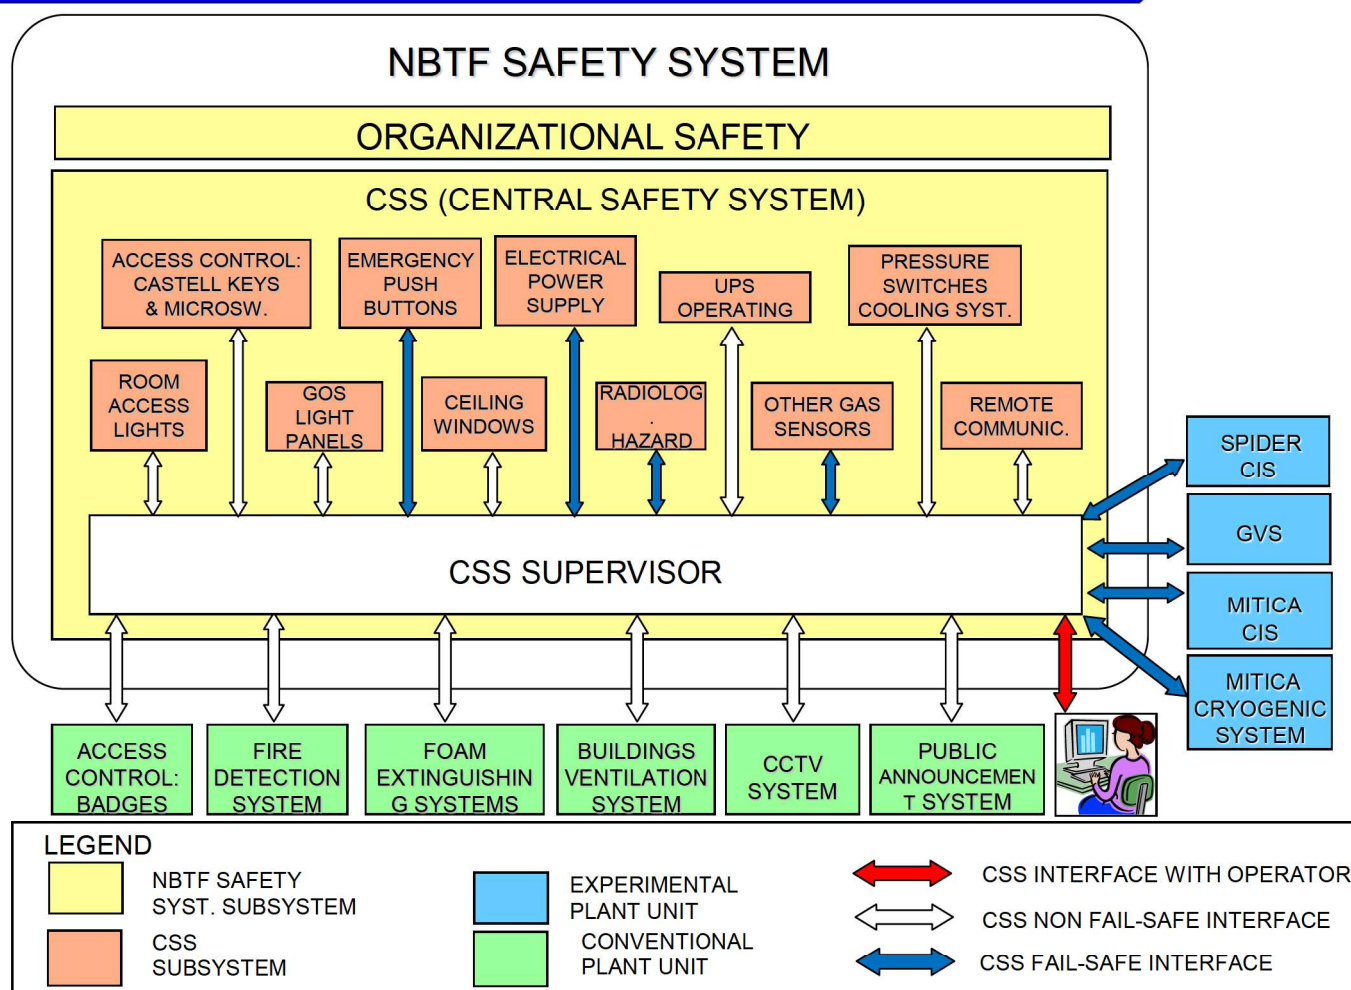 NBTF SAFETY SYSTEM
ORGANIZATIONAL SAFETY
CSS (CENTRAL SAFETY SYSTEM)
ACCESS CONTROL:
CASTELL KEYS
& MICROSW.
EMERGENCY
PUSH
BUTTONS
ELECTRICAL
POWER
SUPPLY
UPS
OPERATING
PRESSURE
SWITCHES
COOLING SYST.
ROOM
ACCESS
LIGHTS
GOS
LIGHT
PANELS
CEILING
WINDOWS
RADIOLOG
.
HAZARD
OTHER GAS
SENSORS
REMOTE
COMMUNIC.
SPIDER
CIS
GVS
MITICA
CIS
MITICA
CRYOGENIC
SYSTEM
CSS SUPERVISOR
ACCESS
CONTROL:
BADGES
FIRE
DETECTION
SYSTEM
FOAM
EXTINGUISHIN
G SYSTEMS
BUILDINGS
VENTILATION
SYSTEM
CCTV
SYSTEM
PUBLIC
ANNOUNCEMEN
T SYSTEM
LEGEND
NBTF SAFETY
SYST. SUBSYSTEM
CSS
SUBSYSTEM
EXPERIMENTAL
PLANT UNIT
CONVENTIONAL
PLANT UNIT
CSS INTERFACE WITH OPERATOR
CSS NON FAIL-SAFE INTERFACE
CSS FAIL-SAFE INTERFACE